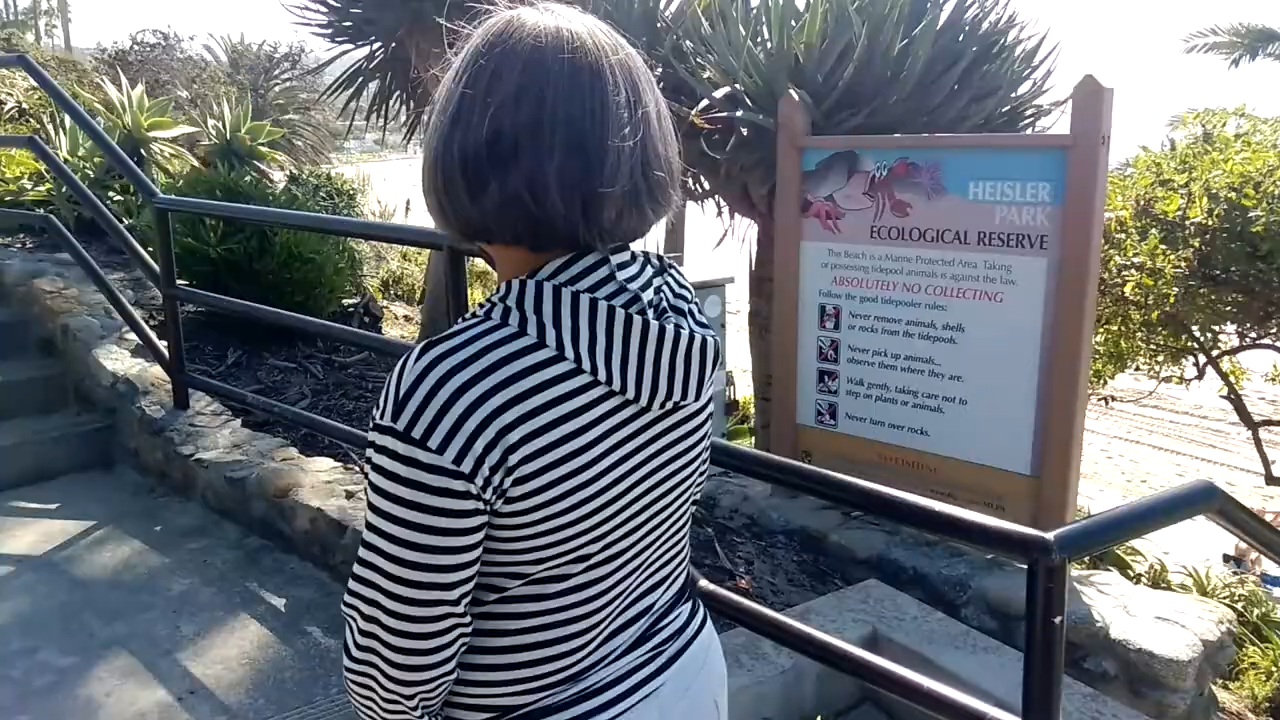 HEISLER
PARK
ECOLOGICAL RESERVE
This Beach is a Marine Protected Area Taking
or possessing tidepool animals is against the law.
ABSOLUTELY NO COLLECTING
Follow the good tidepooler rules:
Never remove animals, shells
or rocks from the tidepools.
Never pick up animals...
observe them where they are.
Walk gently, taking care not to
step on plants or animals.
Never turn over rocks.
NO FISHING